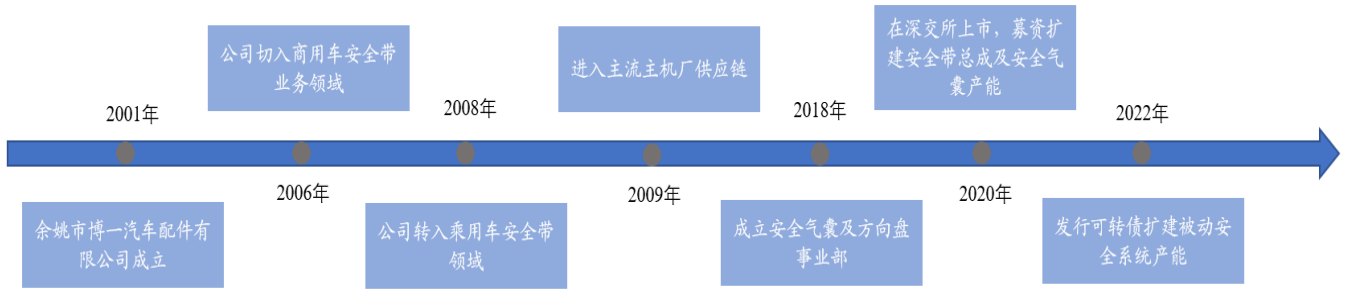 2001年
余姚市博一汽车配件有
限公司成立
公司切入商用车安全带
业务领域
2006年
2008年
公司转入乘用车安全带
领域
进入主流主机厂供应链
2009年
2018年
成立安全气囊及方向盘
事业部
在深交所上市，募资扩
建安全带总成及安全气
囊产能
2020年
2022年
发行可转债扩建被动安
全系统产能